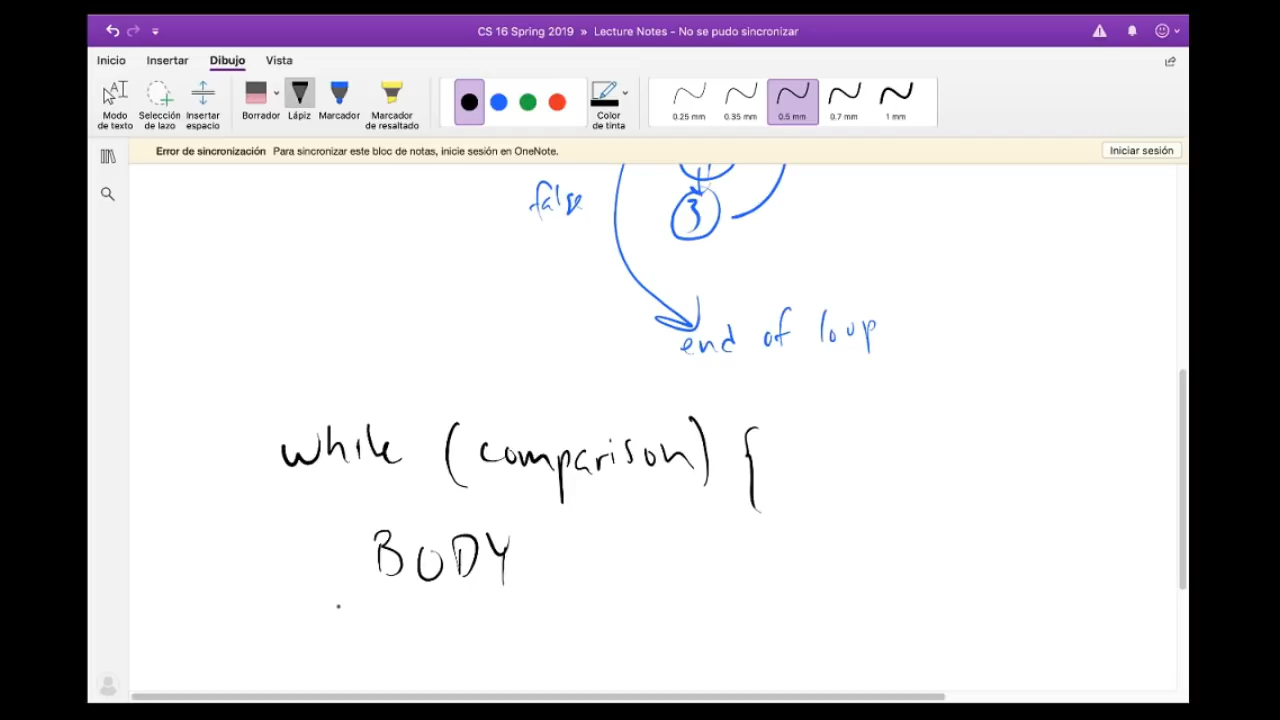 CS 16 Spring 2019 » Lecture Notes - No se pudo sincronizar
Inicio Insertar Dibujo Vista
Modo de texto Selección de lazo Insertar espacio Borrador Lápiz Marcador Marcador de resaltado Color de tinta 0.25 mm 0.35 mm 0.5 mm 0.7 mm 1 mm
Error de sincronización Para sincronizar este bloc de notas, inicie sesión en OneNote. Iniciar sesión
false
3
end of loop
while (comparison) {
BODY